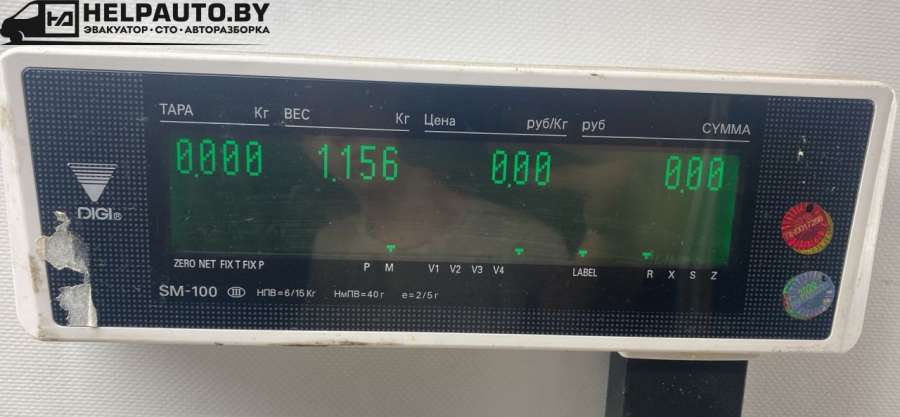 HELPAUTO.BY
ЭВАКУАТОР•СТО•АВТОРАЗБОРКА
ТАРА Кг ВЕС Кг Цена руб/Кг руб СУММА
0.000 1.156 0.00 0.00
DIGI®
ZERO NET FIX T FIX P P M V1 V2 V3 V4 LABEL R X S Z
SM-100 III НПВ=6/15Кг НмПВ=40г e=2/5г